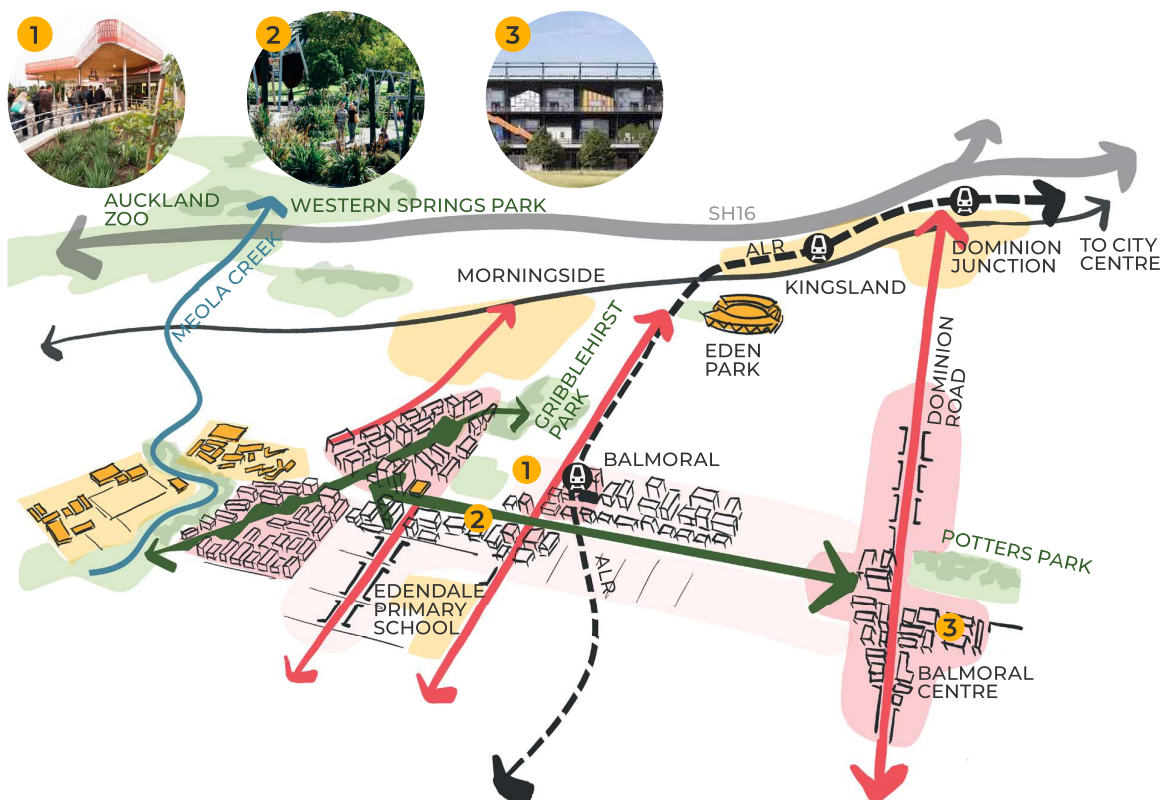 1
2
3
AUCKLAND
ZOO
WESTERN SPRINGS PARK
SH16
MEOLA CREEK
MORNINGSIDE
ALR
KINGSLAND
DOMINION
JUNCTION
TO CITY
CENTRE
EDEN
PARK
GRIBBLEHIRST
PARK
DOMINION
ROAD
1
BALMORAL
2
ALR
POTTERS PARK
EDENDALE
PRIMARY
SCHOOL
3
BALMORAL
CENTRE